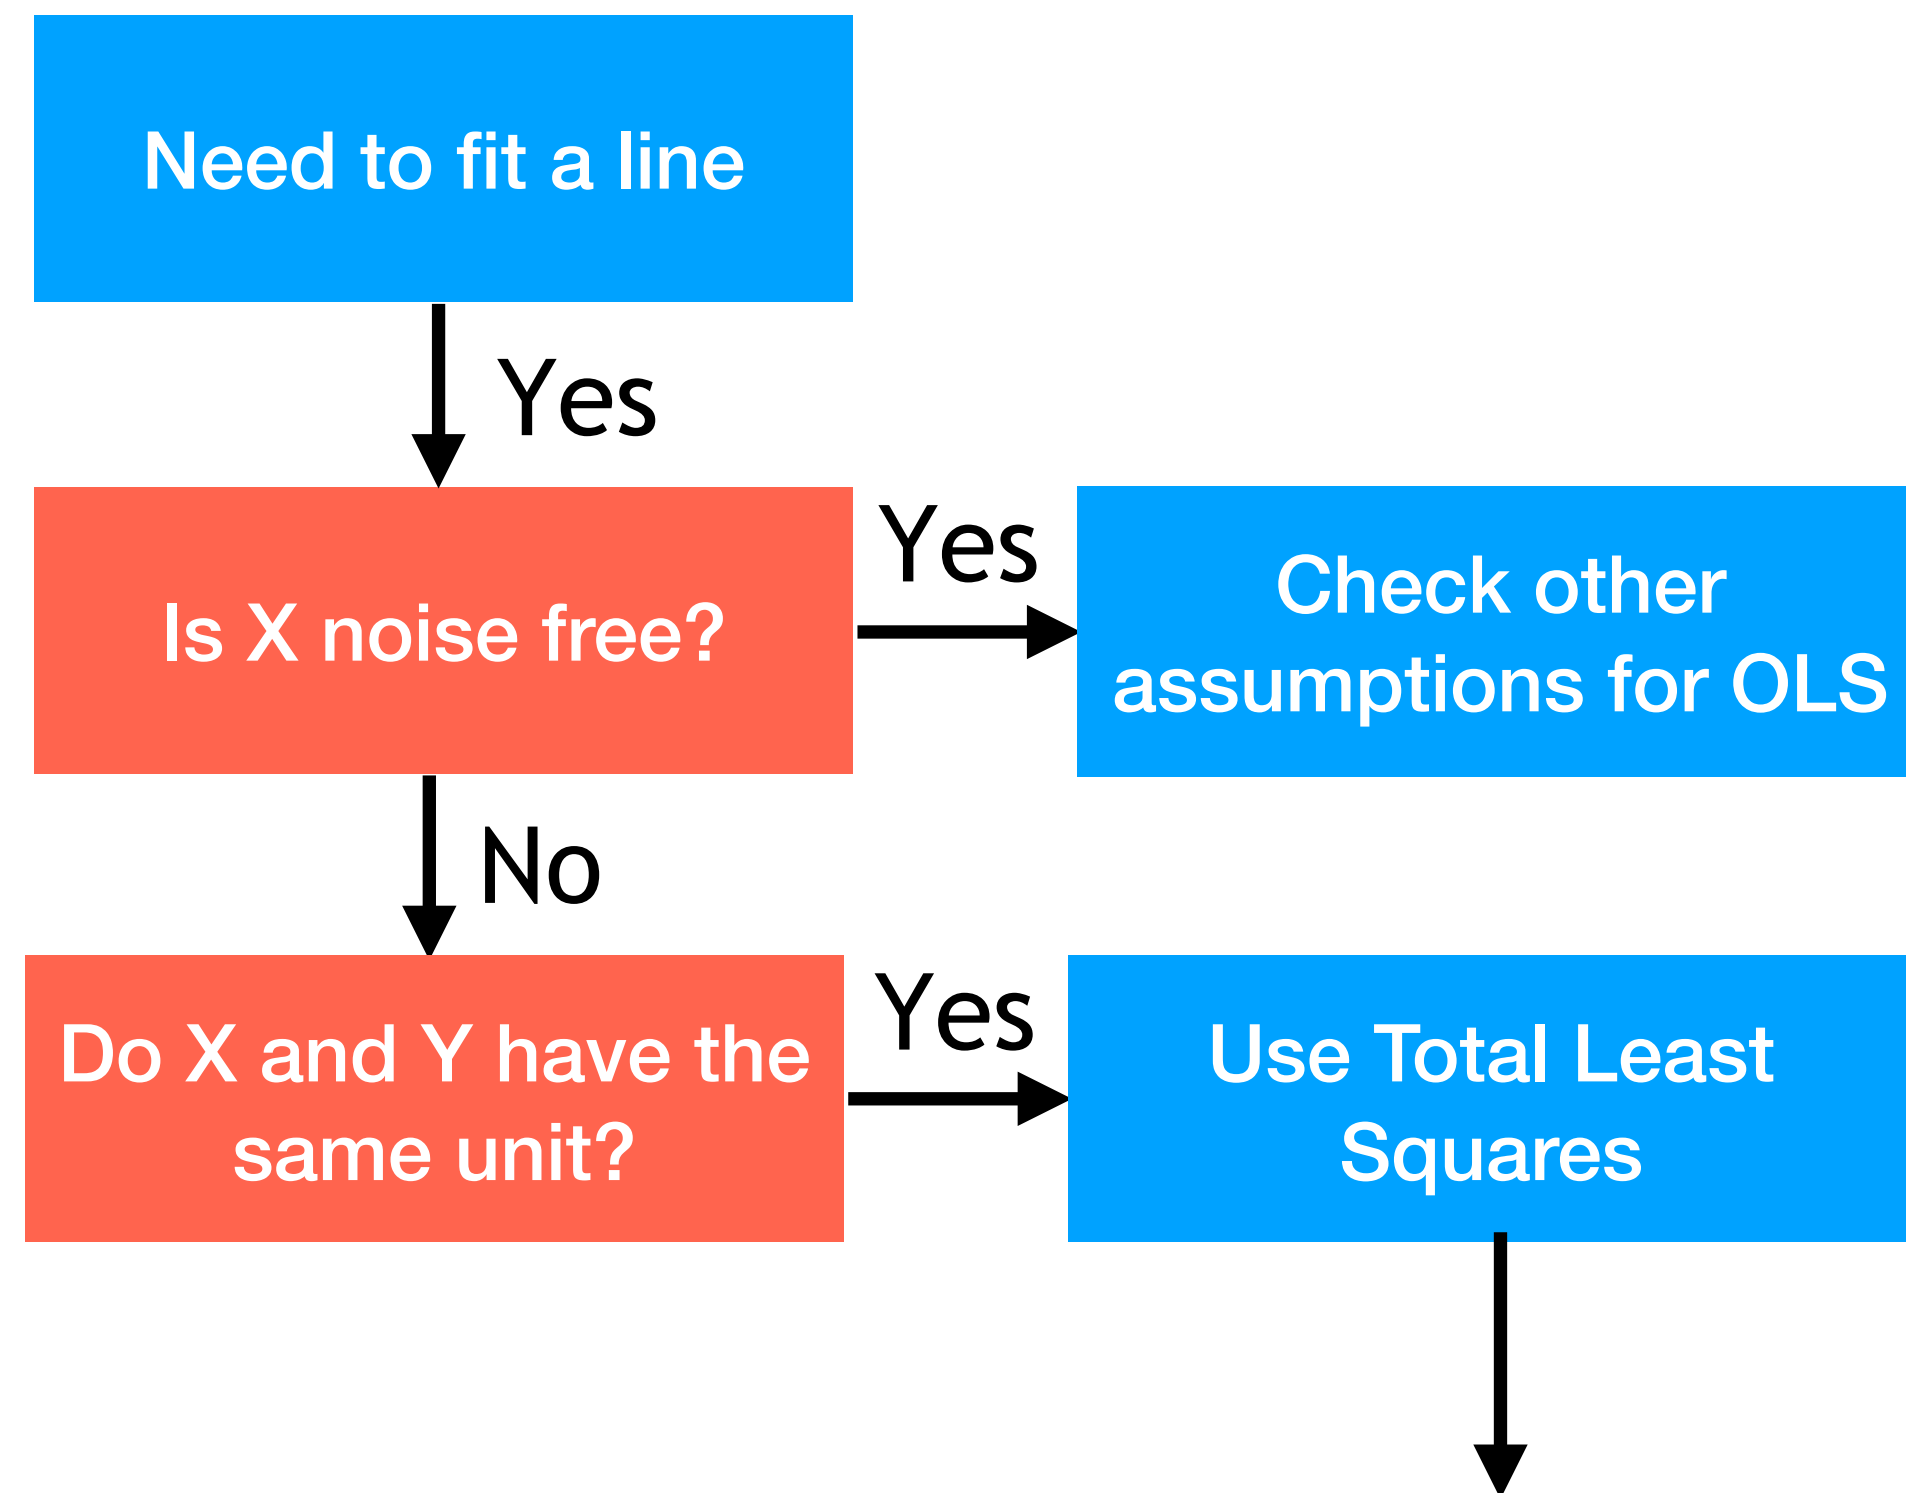 Need to fit a line
Yes
Is X noise free?
Yes
Check other
assumptions for OLS
No
Do X and Y have the
same unit?
Yes
Use Total Least
Squares